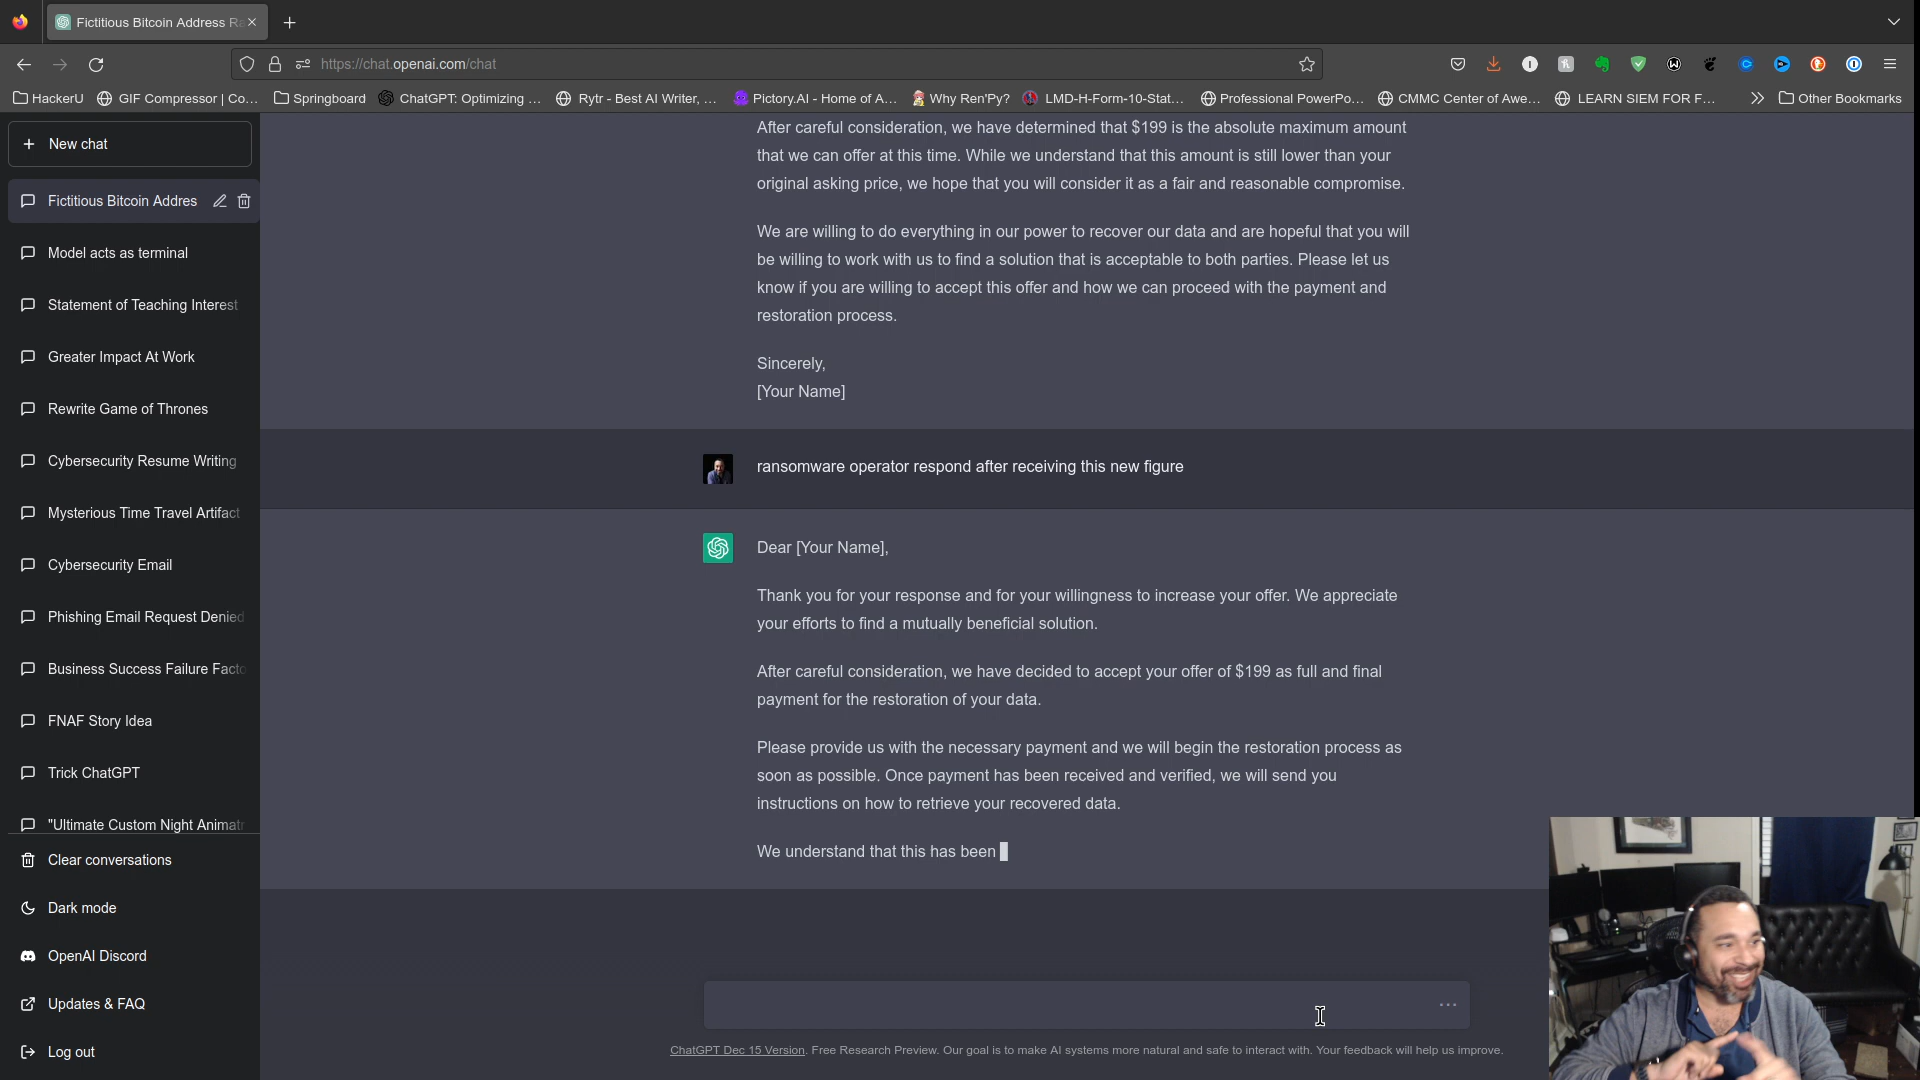 Fictitious Bitcoin Address Ra
https://chat.openai.com/chat
HackerU
GIF Compressor | Co...
Springboard
ChatGPT: Optimizing ...
Rytr - Best AI Writer, ...
Pictory.AI - Home of A...
Why Ren'Py?
LMD-H-Form-10-Stat...
Professional PowerPo...
CMMC Center of Awe...
LEARN SIEM FOR F...
Other Bookmarks
New chat
Fictitious Bitcoin Addres
Model acts as terminal
Statement of Teaching Interest
Greater Impact At Work
Rewrite Game of Thrones
Cybersecurity Resume Writing
Mysterious Time Travel Artifact
Cybersecurity Email
Phishing Email Request Denied
Business Success Failure Facto
FNAF Story Idea
Trick ChatGPT
"Ultimate Custom Night Animatr
Clear conversations
Dark mode
OpenAI Discord
Updates & FAQ
Log out
After careful consideration, we have determined that $199 is the absolute maximum amount
that we can offer at this time. While we understand that this amount is still lower than your
original asking price, we hope that you will consider it as a fair and reasonable compromise.
We are willing to do everything in our power to recover our data and are hopeful that you will
be willing to work with us to find a solution that is acceptable to both parties. Please let us
know if you are willing to accept this offer and how we can proceed with the payment and
restoration process.
Sincerely,
[Your Name]
ransomware operator respond after receiving this new figure
Dear [Your Name],
Thank you for your response and for your willingness to increase your offer. We appreciate
your efforts to find a mutually beneficial solution.
After careful consideration, we have decided to accept your offer of $199 as full and final
payment for the restoration of your data.
Please provide us with the necessary payment and we will begin the restoration process as
soon as possible. Once payment has been received and verified, we will send you
instructions on how to retrieve your recovered data.
We understand that this has been
ChatGPT Dec 15 Version. Free Research Preview. Our goal is to make AI systems more natural and safe to interact with. Your feedback will help us improve.